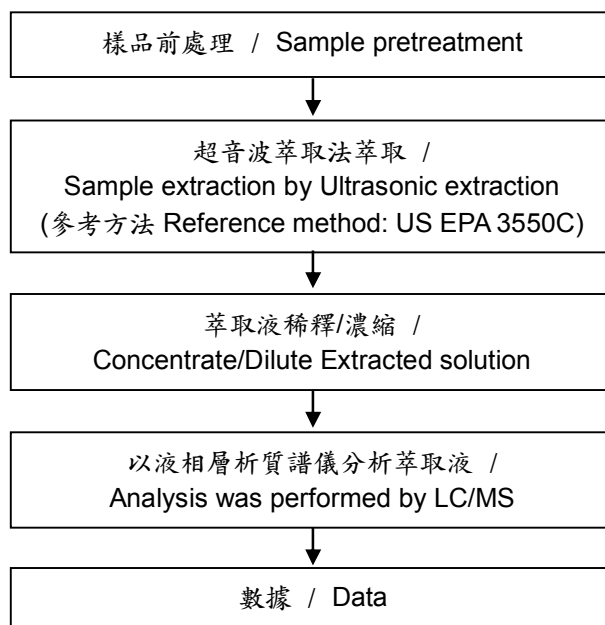 樣品前處理 / Sample pretreatment
超音波萃取法萃取 /
Sample extraction by Ultrasonic extraction
(參考方法 Reference method: US EPA 3550C)
萃取液稀釋/濃縮 /
Concentrate/Dilute Extracted solution
以液相層析質譜儀分析萃取液 /
Analysis was performed by LC/MS
數據 / Data